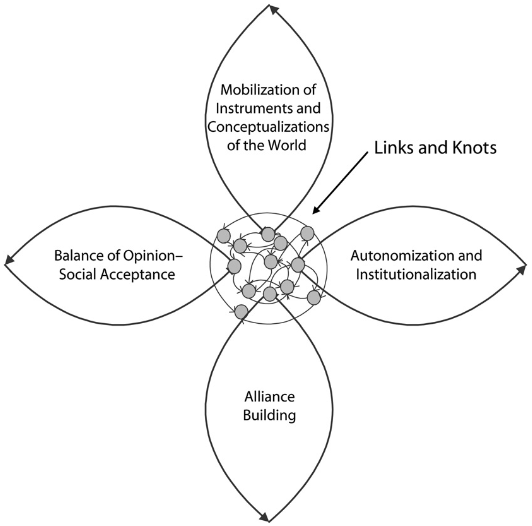 Mobilization of
Instruments and
Conceptualizations
of the World
Links and Knots
Balance of Opinion–
Social Acceptance
Autonomization and
Institutionalization
Alliance
Building